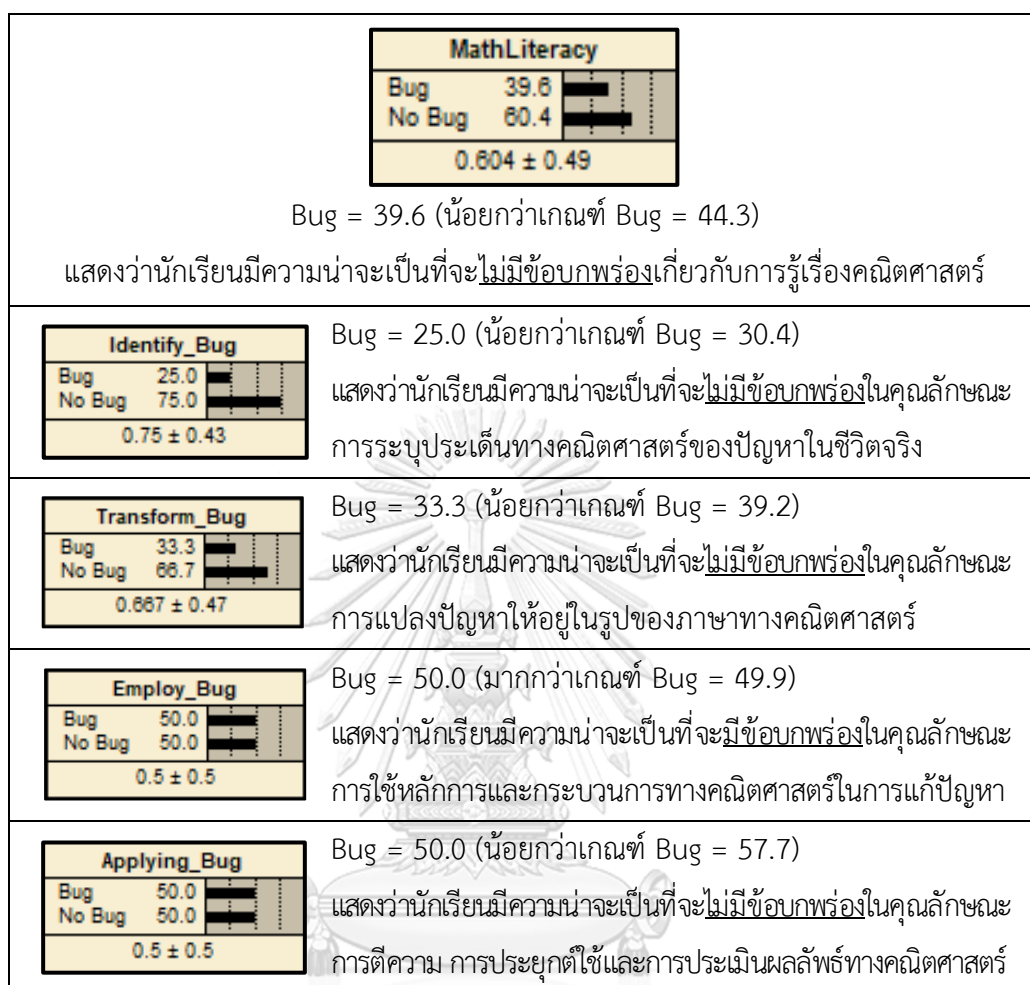 MathLiteracy
Bug 39.6
No Bug 60.4
0.604 ± 0.49
Bug = 39.6 (น้อยกว่าเกณฑ์ Bug = 44.3)
แสดงว่านักเรียนมีความน่าจะเป็นที่จะไม่มีข้อบกพร่องเกี่ยวกับการรู้เรื่องคณิตศาสตร์
Identify_Bug
Bug 25.0
No Bug 75.0
0.75 ± 0.43
Bug = 25.0 (น้อยกว่าเกณฑ์ Bug = 30.4)
แสดงว่านักเรียนมีความน่าจะเป็นที่จะไม่มีข้อบกพร่องในคุณลักษณะ
การระบุประเด็นทางคณิตศาสตร์ของปัญหาในชีวิตจริง
Transform_Bug
Bug 33.3
No Bug 66.7
0.667 ± 0.47
Bug = 33.3 (น้อยกว่าเกณฑ์ Bug = 39.2)
แสดงว่านักเรียนมีความน่าจะเป็นที่จะไม่มีข้อบกพร่องในคุณลักษณะ
การแปลงปัญหาให้อยู่ในรูปของภาษาทางคณิตศาสตร์
Employ_Bug
Bug 50.0
No Bug 50.0
0.5 ± 0.5
Bug = 50.0 (มากกว่าเกณฑ์ Bug = 49.9)
แสดงว่านักเรียนมีความน่าจะเป็นที่จะมีข้อบกพร่องในคุณลักษณะ
การใช้หลักการและกระบวนการทางคณิตศาสตร์ในการแก้ปัญหา
Applying_Bug
Bug 50.0
No Bug 50.0
0.5 ± 0.5
Bug = 50.0 (น้อยกว่าเกณฑ์ Bug = 57.7)
แสดงว่านักเรียนมีความน่าจะเป็นที่จะไม่มีข้อบกพร่องในคุณลักษณะ
การตีความ การประยุกต์ใช้และการประเมินผลลัพธ์ทางคณิตศาสตร์